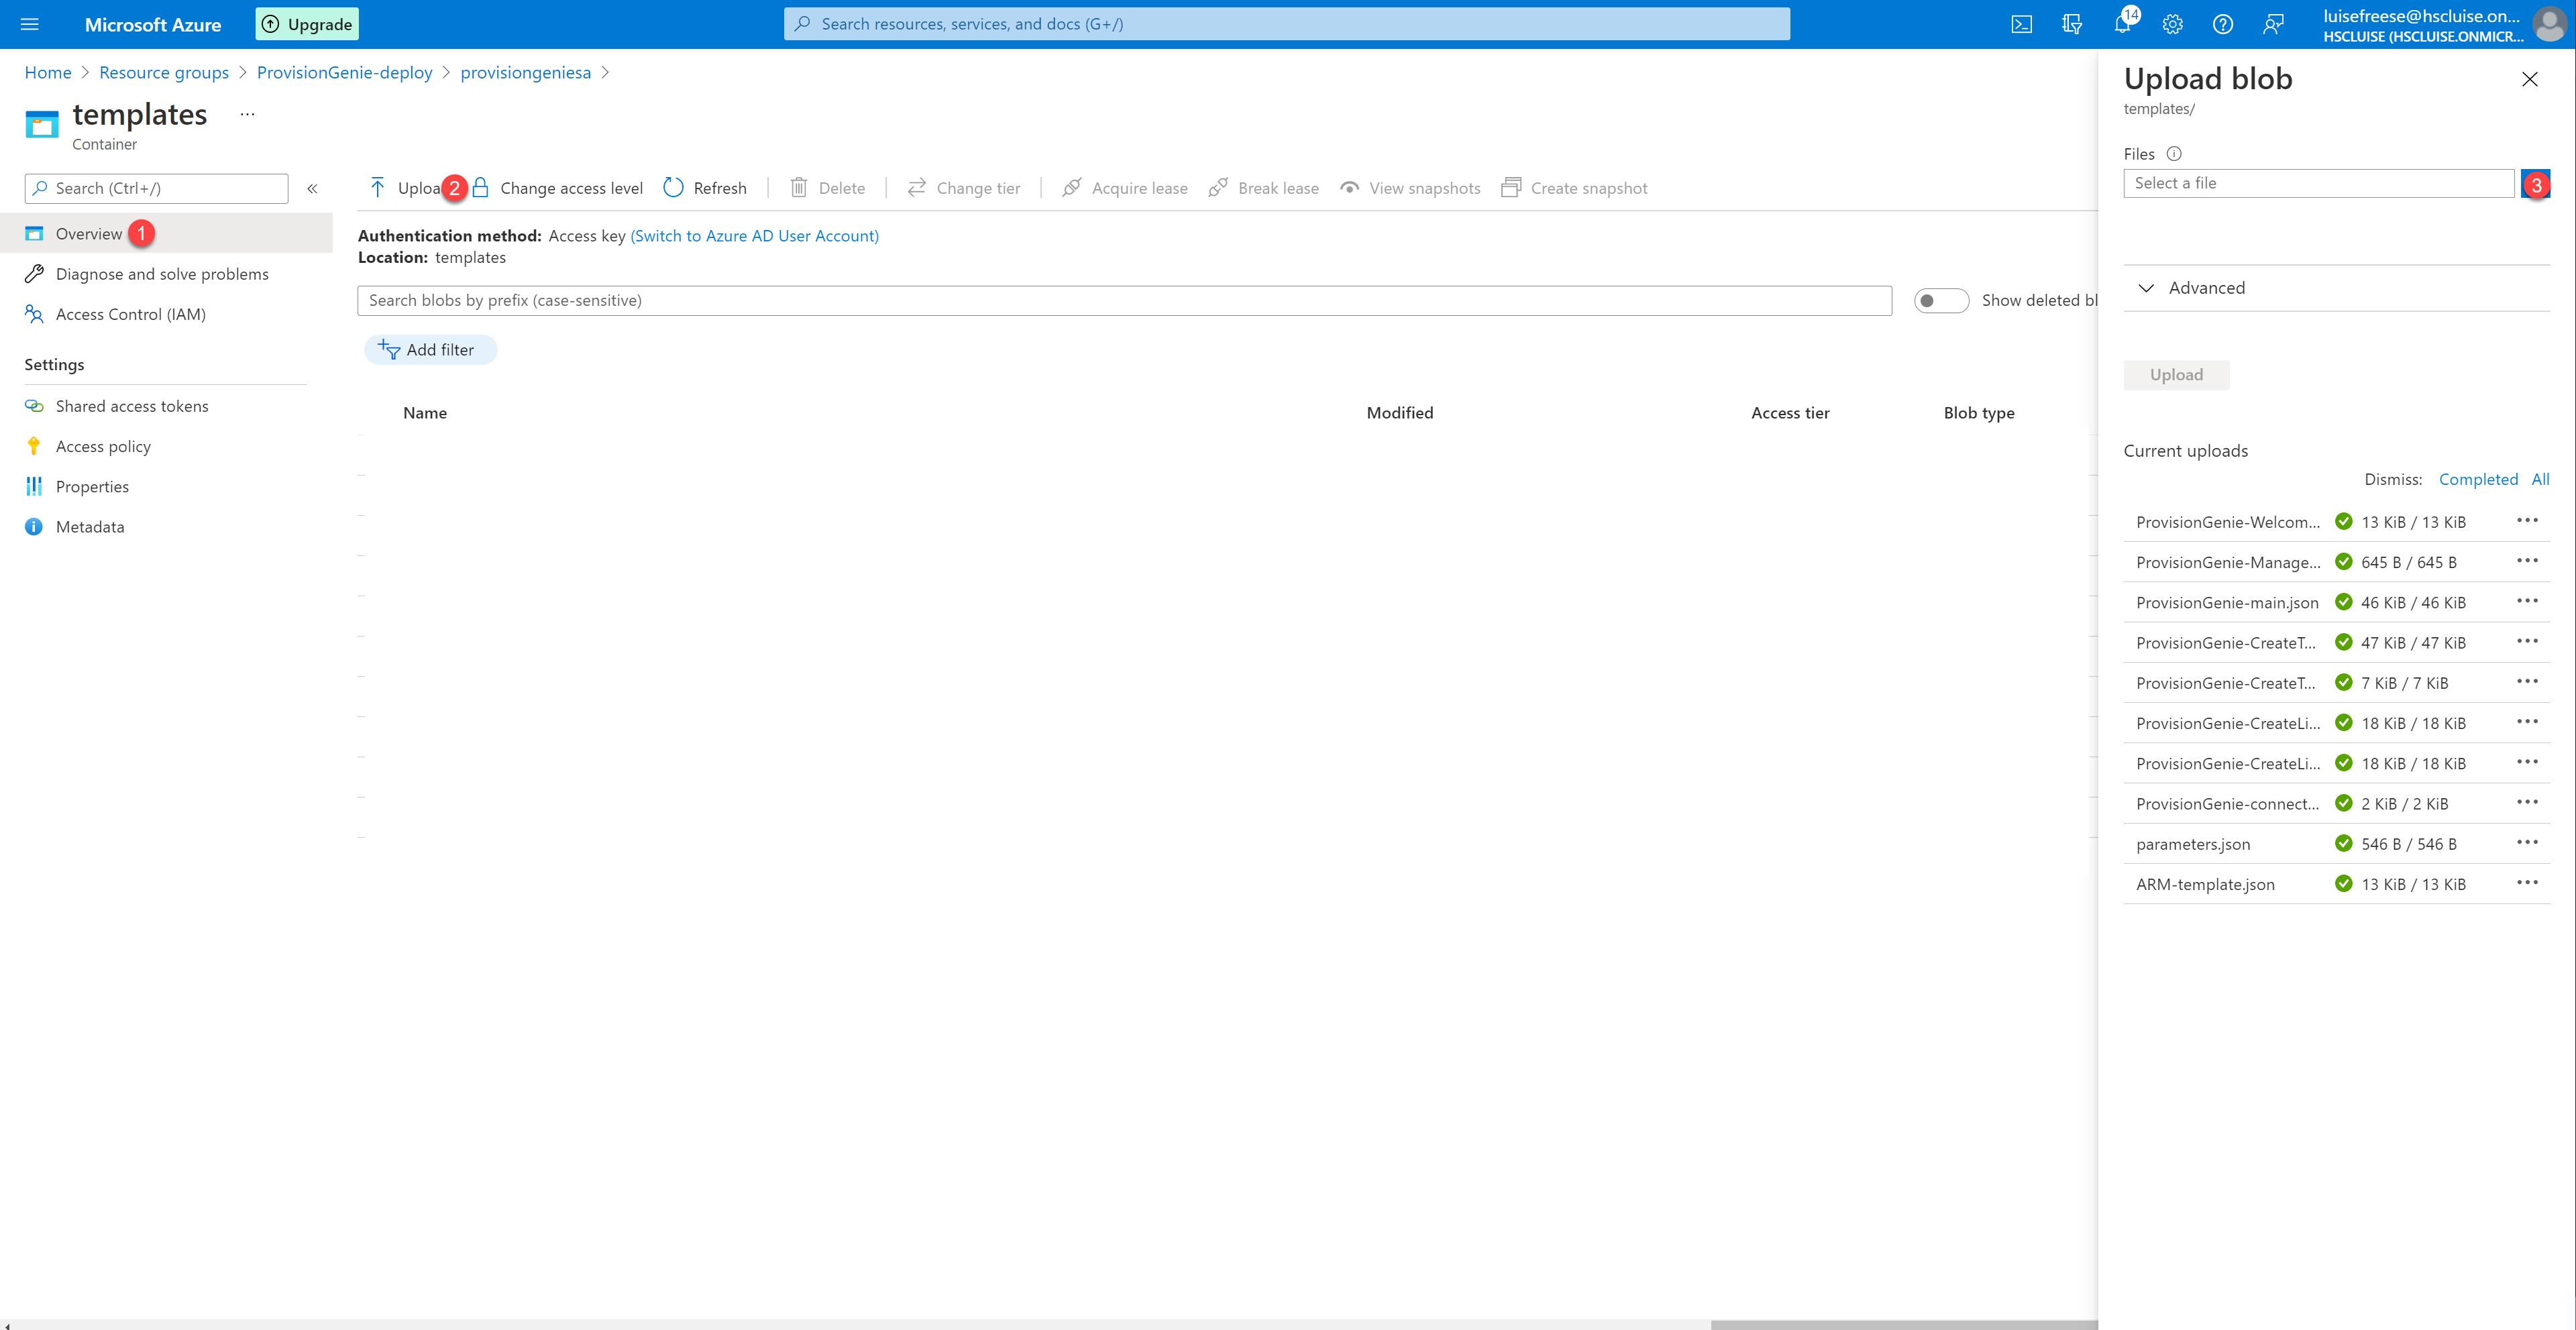 Microsoft Azure
Upgrade
Search resources, services, and docs (G+/)
14
luisefreese@hscluise.on...
HSCLUISE (HSCLUISE.ONMICR...
Home > Resource groups > ProvisionGenie-deploy > provisiongeniesa >
templates ...
Container
Search (Ctrl+/)
«
Overview 1
Diagnose and solve problems
Access Control (IAM)
Settings
Shared access tokens
Access policy
Properties
Metadata
Uploa 2 Change access level Refresh Delete Change tier Acquire lease Break lease View snapshots Create snapshot
Authentication method: Access key (Switch to Azure AD User Account)
Location: templates
Search blobs by prefix (case-sensitive)
Show deleted bl
Add filter
Name Modified Access tier Blob type
Upload blob
templates/
Files
Select a file
3
Advanced
Upload
Current uploads
Dismiss: Completed All
ProvisionGenie-Welcom... 13 KiB / 13 KiB ...
ProvisionGenie-Manage... 645 B / 645 B ...
ProvisionGenie-main.json 46 KiB / 46 KiB ...
ProvisionGenie-CreateT... 47 KiB / 47 KiB ...
ProvisionGenie-CreateT... 7 KiB / 7 KiB ...
ProvisionGenie-CreateLi... 18 KiB / 18 KiB ...
ProvisionGenie-CreateLi... 18 KiB / 18 KiB ...
ProvisionGenie-connect... 2 KiB / 2 KiB ...
parameters.json 546 B / 546 B ...
ARM-template.json 13 KiB / 13 KiB ...